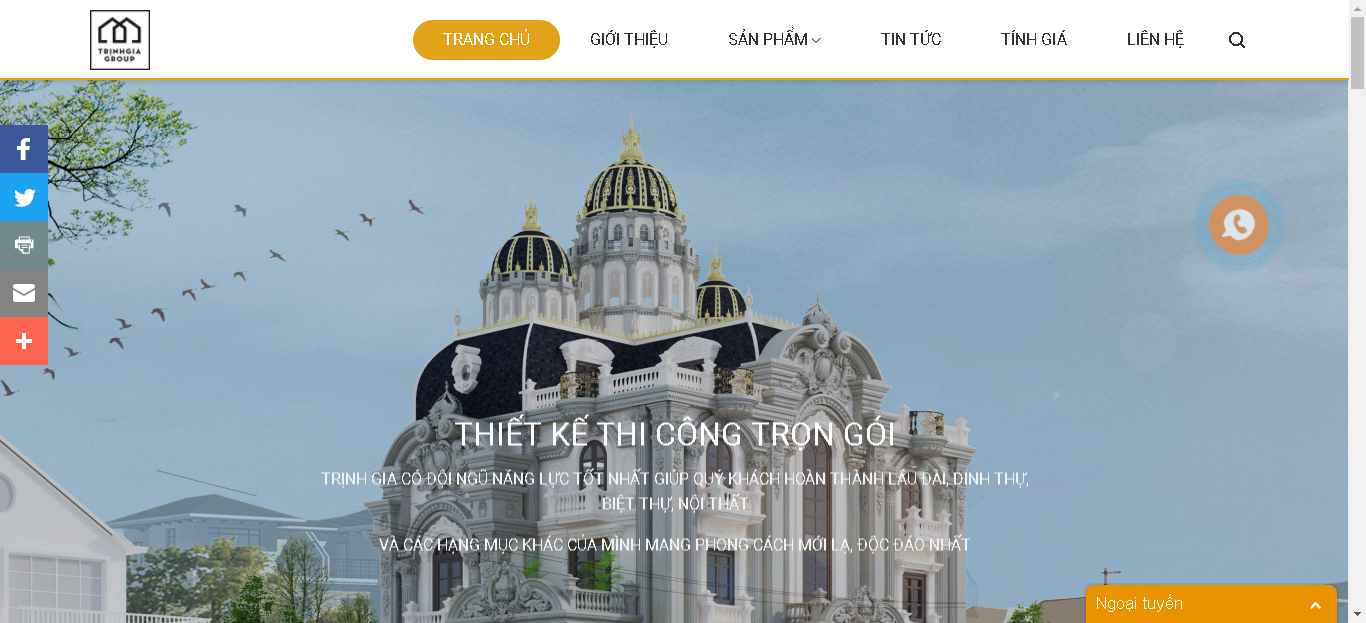 TRỊNHGIA
GROUP
TRANG CHỦ
GIỚI THIỆU
SẢN PHẨM
TIN TỨC
TÍNH GIÁ
LIÊN HỆ
THIẾT KẾ THI CÔNG TRỌN GÓI
TRỊNH GIA CÓ ĐỘI NGŨ NĂNG LỰC TỐT NHẤT GIÚP QUÝ KHÁCH HOÀN THÀNH LÂU ĐÀI, DINH THỰ,
BIỆT THỰ, NỘI THẤT
VÀ CÁC HẠNG MỤC KHÁC CỦA MÌNH MANG PHONG CÁCH MỚI LẠ, ĐỘC ĐÁO NHẤT
Ngoại tuyến